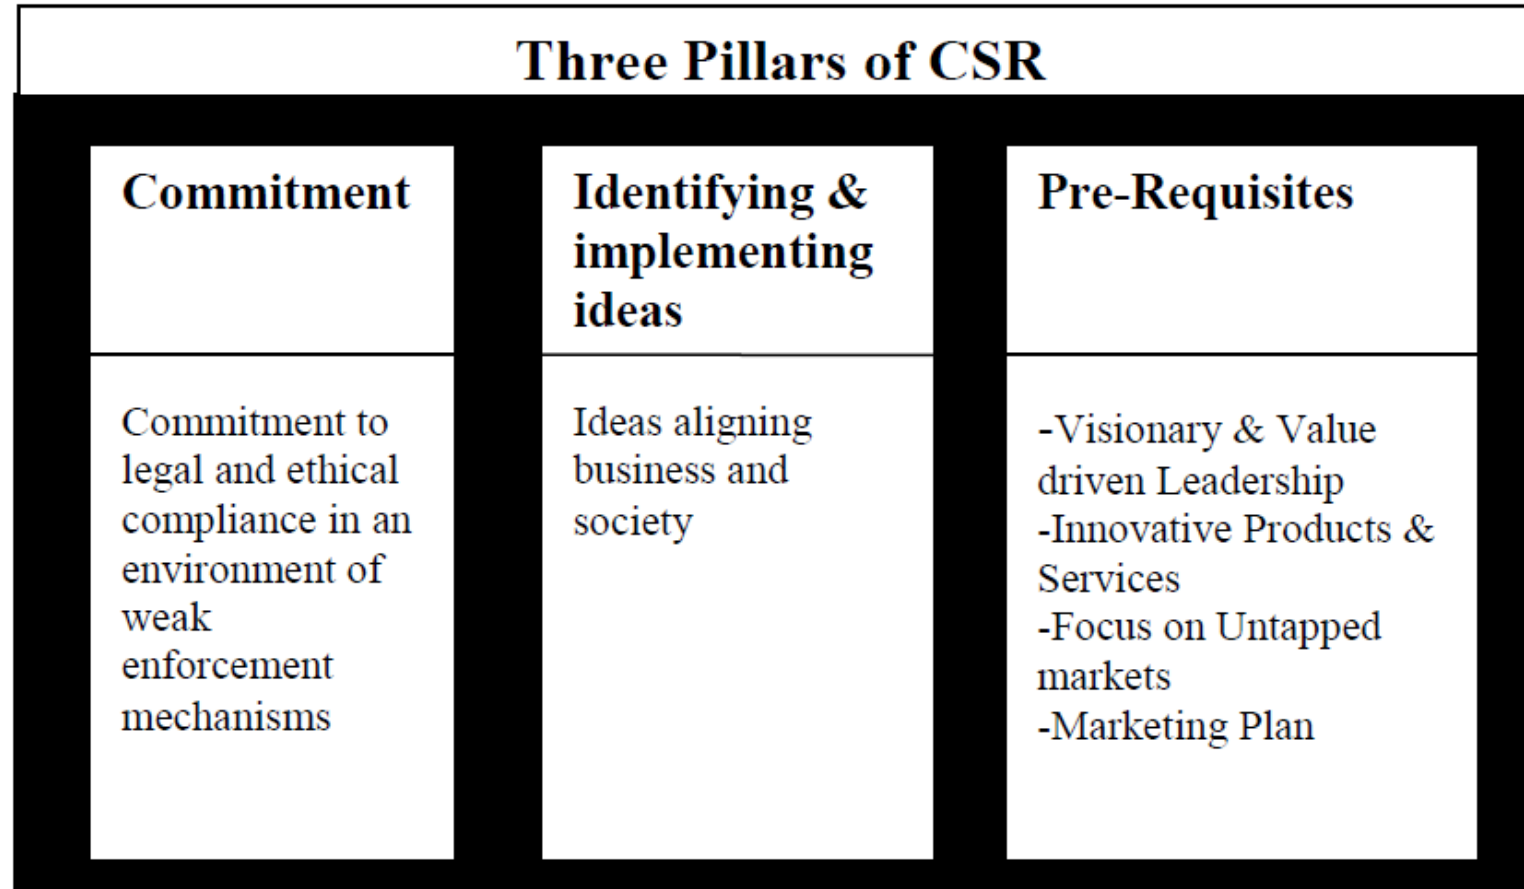 Three Pillars of CSR
Commitment
Identifying &
implementing
ideas
Pre-Requisites
Commitment to
legal and ethical
compliance in an
environment of
weak
enforcement
mechanisms
Ideas aligning
business and
society
-Visionary & Value
driven Leadership
-Innovative Products &
Services
-Focus on Untapped
markets
-Marketing Plan